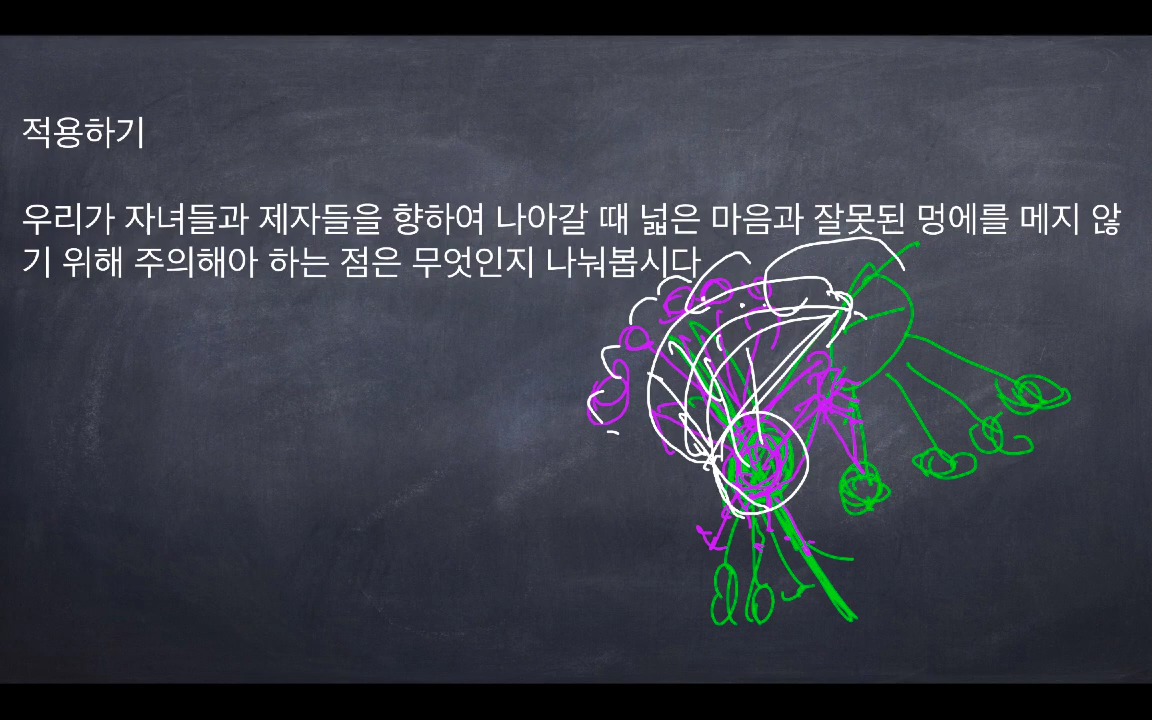 적용하기
우리가 자녀들과 제자들을 향하여 나아갈 때 넓은 마음과 잘못된 멍에를 메지 않
기 위해 주의해야 하는 점은 무엇인지 나눠봅시다